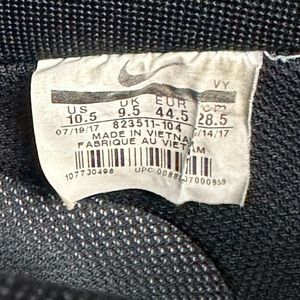 VY
US UK EUR cm
10.5 9.5 44.5 28.5
07/19/17 823511-104 /14/17
MADE IN VIETNAM
FABRIQUE AU VIETNAM
107730498